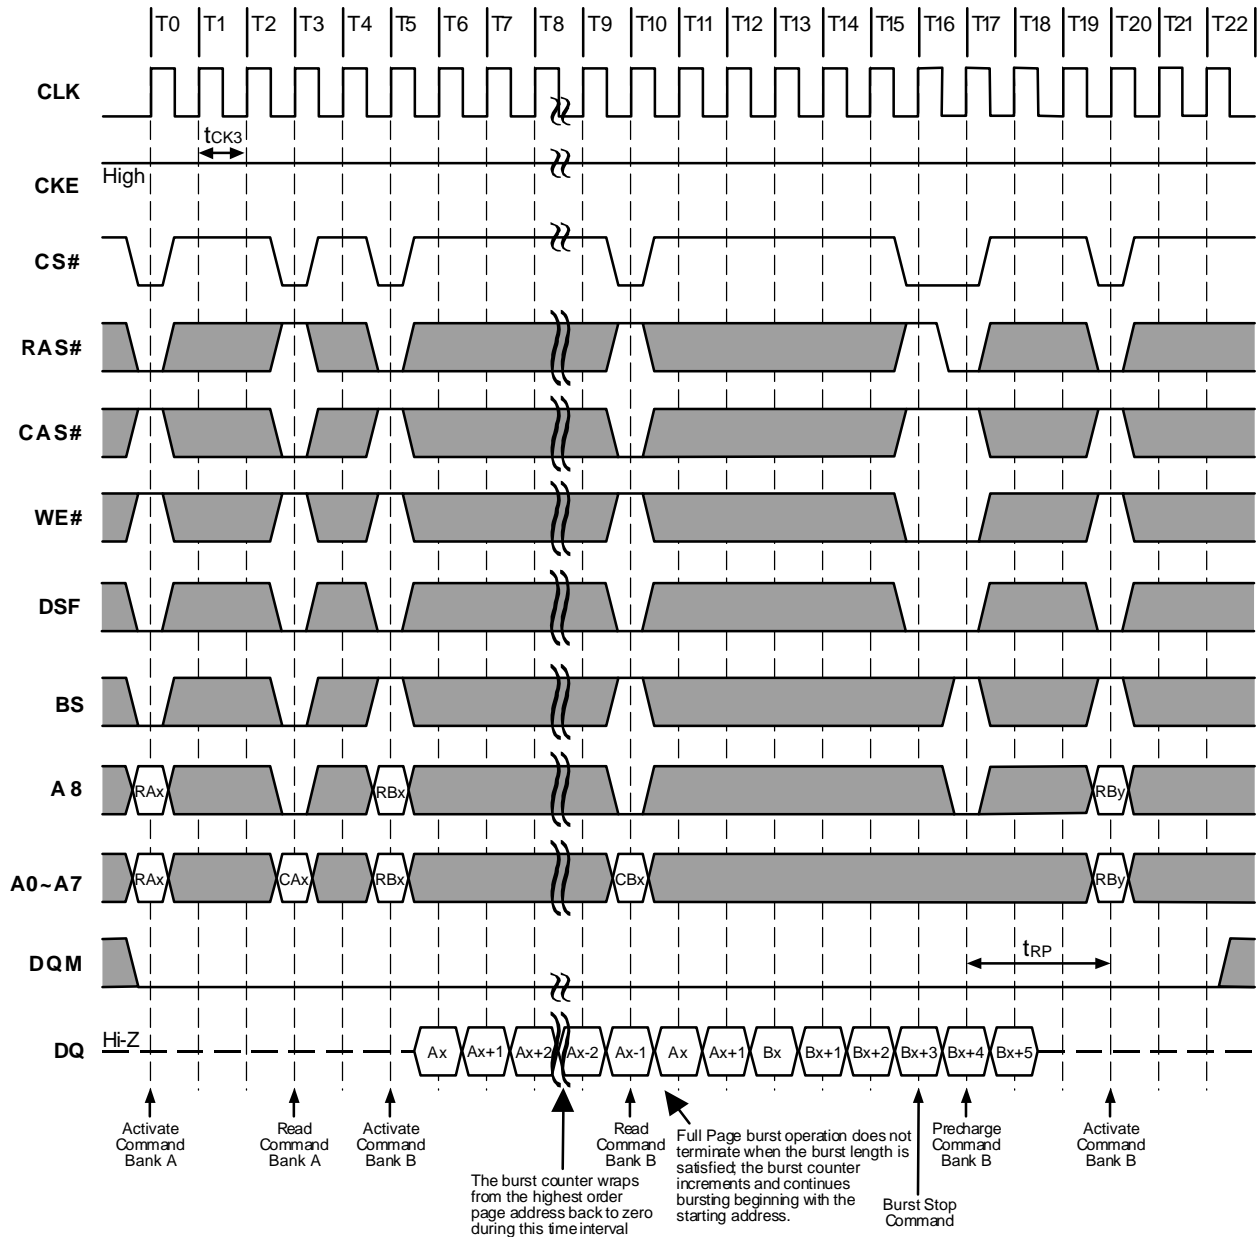 T0 T1 T2 T3 T4 T5 T6 T7 T8 T9 T10 T11 T12 T13 T14 T15 T16 T17 T18 T19 T20 T21 T22
CLK
tCK3
High
CKE
CS#
RAS#
CAS#
WE#
DSF
BS
A8
RAx RBx RBy
A0~A7
RAx CAx RBx CBx RBy
DQM
tRP
Hi-Z
DQ
Ax Ax+1 Ax+2 Ax-2 Ax-1 Ax Ax+1 Bx Bx+1 Bx+2 Bx+3 Bx+4 Bx+5
Activate
Command
Bank A
Read
Command
Bank A
Activate
Command
Bank B
The burst counter wraps
from the highest order
page address back to zero
during this time interval
Read
Command
Bank B
Full Page burst operation does not
terminate when the burst length is
satisfied; the burst counter
increments and continues
bursting beginning with the
starting address.
Burst Stop
Command
Precharge
Command
Bank B
Activate
Command
Bank B